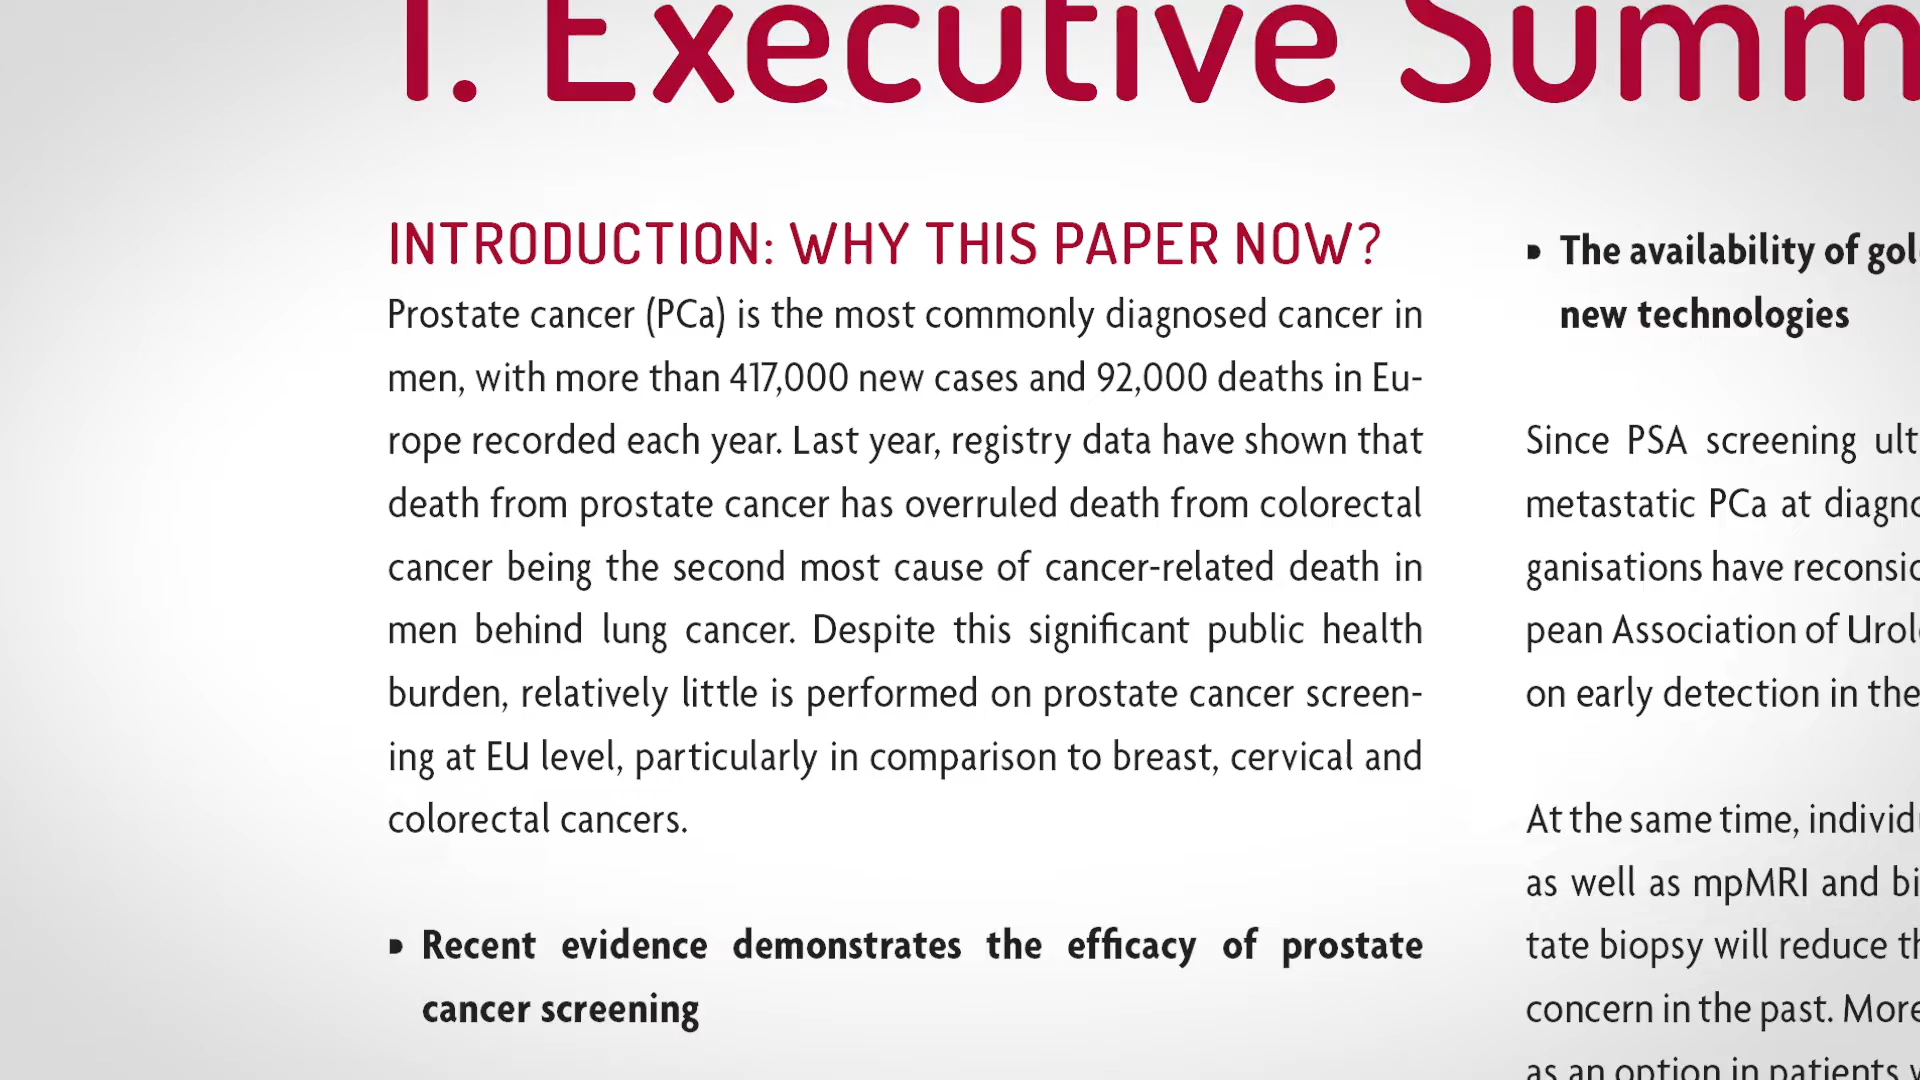 1. Executive
INTRODUCTION: WHY THIS PAPER NOW?
Prostate cancer (PCa) is the most commonly diagnosed cancer in
men, with more than 417,000 new cases and 92,000 deaths in Eu-
rope recorded each year. Last year, registry data have shown that
death from prostate cancer has overruled death from colorectal
cancer being the second most cause of cancer-related death in
men behind lung cancer. Despite this significant public health
burden, relatively little is performed on prostate cancer screen-
ing at EU level, particularly in comparison to breast, cervical and
colorectal cancers.
Recent evidence demonstrates the efficacy of prostate
cancer screening
The availability of
new technologies
Since PSA screening
metastatic PCa at
ganisations have
pean Association of
on early detection in the
At the same time,
as well as mpMRI and
tate biopsy will reduce
concern in the past.
as an option in patients